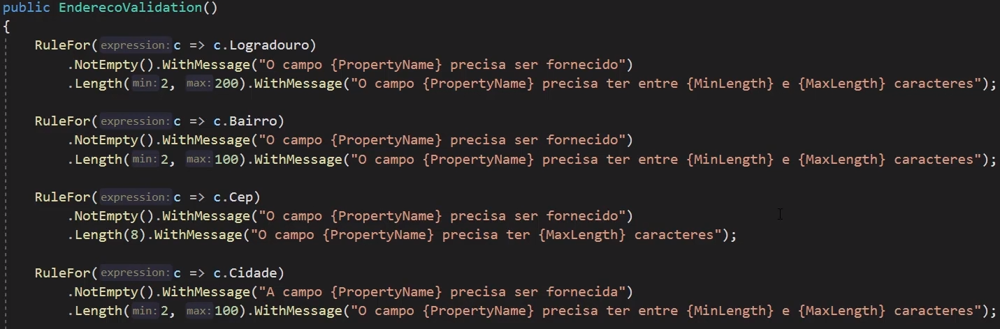 public EnderecoValidation()
{
RuleFor(expression: c => c.Logradouro)
.NotEmpty().WithMessage("O campo {PropertyName} precisa ser fornecido")
.Length(min: 2, max: 200).WithMessage("O campo {PropertyName} precisa ter entre {MinLength} e {MaxLength} caracteres");
RuleFor(expression: c => c.Bairro)
.NotEmpty().WithMessage("O campo {PropertyName} precisa ser fornecido")
.Length(min: 2, max: 100).WithMessage("O campo {PropertyName} precisa ter entre {MinLength} e {MaxLength} caracteres");
RuleFor(expression: c => c.Cep)
.NotEmpty().WithMessage("O campo {PropertyName} precisa ser fornecido")
.Length(8).WithMessage("O campo {PropertyName} precisa ter {MaxLength} caracteres");
RuleFor(expression: c => c.Cidade)
.NotEmpty().WithMessage("A campo {PropertyName} precisa ser fornecida")
.Length(min: 2, max: 100).WithMessage("O campo {PropertyName} precisa ter entre {MinLength} e {MaxLength} caracteres");